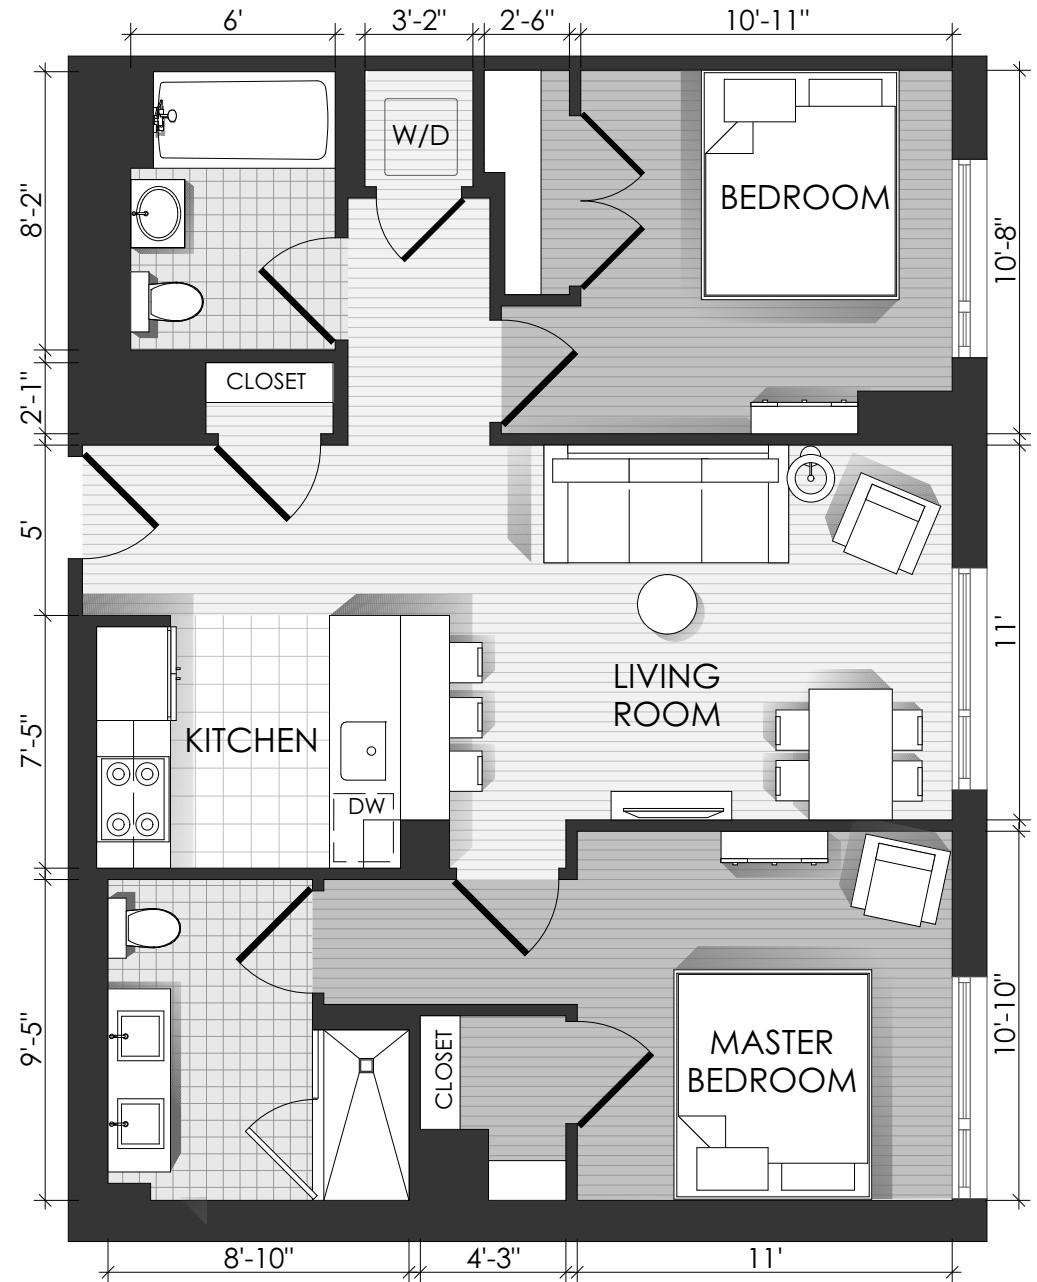 6'
3'-2"
2'-6"
10'-11"
W/D
BEDROOM
8'-2"
10'-8"
CLOSET
2'-1"
5'
11'
LIVING
ROOM
KITCHEN
7'-5"
DW
9'-5"
10'-10"
CLOSET
MASTER
BEDROOM
8'-10"
4'-3"
11'